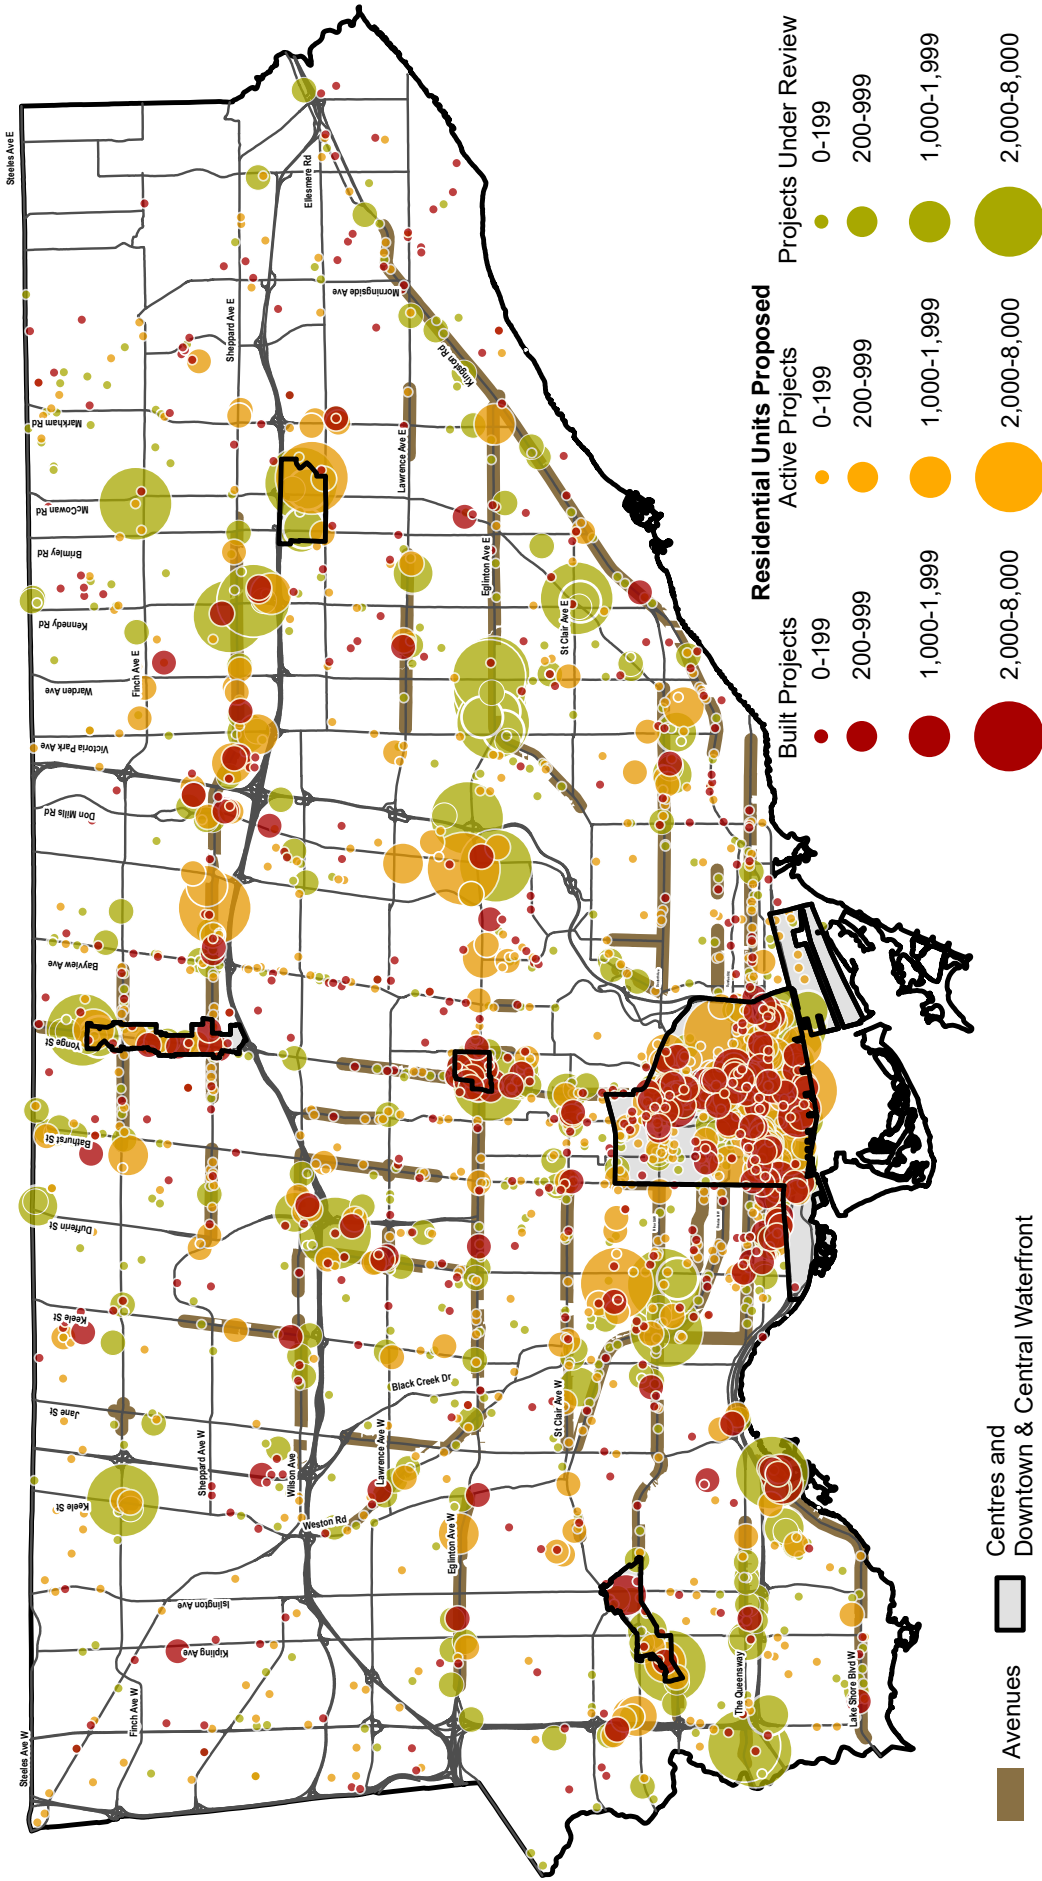 Steeles Ave E
Steeles Ave W
Finch Ave E
Finch Ave W
Sheppard Ave E
Sheppard Ave W
Ellesmere Rd
Wilson Ave
Lawrence Ave E
Lawrence Ave W
Eglinton Ave E
Eglinton Ave W
St Clair Ave E
St Clair Ave W
Kingston Rd
Morningside Ave
Markham Rd
McCowan Rd
Brimley Rd
Kennedy Rd
Warden Ave
Victoria Park Ave
Don Mills Rd
Bayview Ave
Yonge St
Bathurst St
Dufferin St
Keele St
Jane St
Keele St
Black Creek Dr
Weston Rd
Islington Ave
Kipling Ave
The Queensway
Lake Shore Blvd W
Residential Units Proposed
Built Projects
0-199
200-999
1,000-1,999
2,000-8,000
Active Projects
0-199
200-999
1,000-1,999
2,000-8,000
Projects Under Review
0-199
200-999
1,000-1,999
2,000-8,000
Avenues
Centres and
Downtown & Central Waterfront